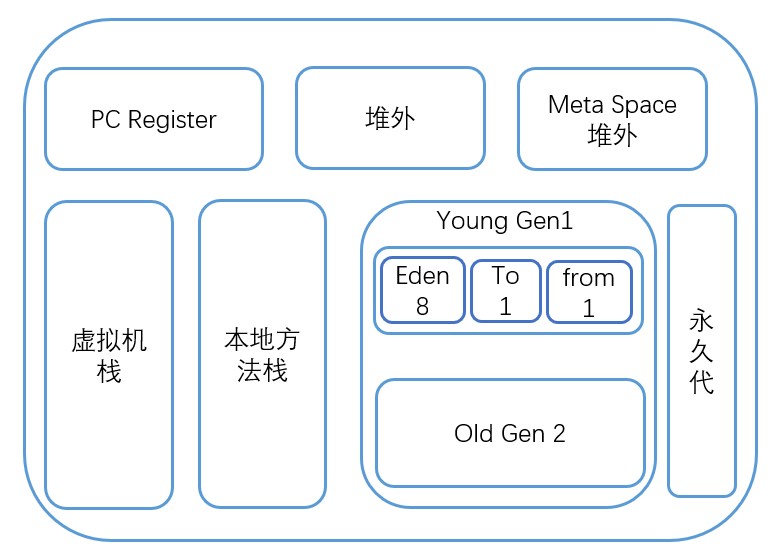 PC Register
堆外
Meta Space
堆外
虚拟机
栈
本地方
法栈
Young Gen1
Eden
8
To
1
from
1
Old Gen 2
永
久
代